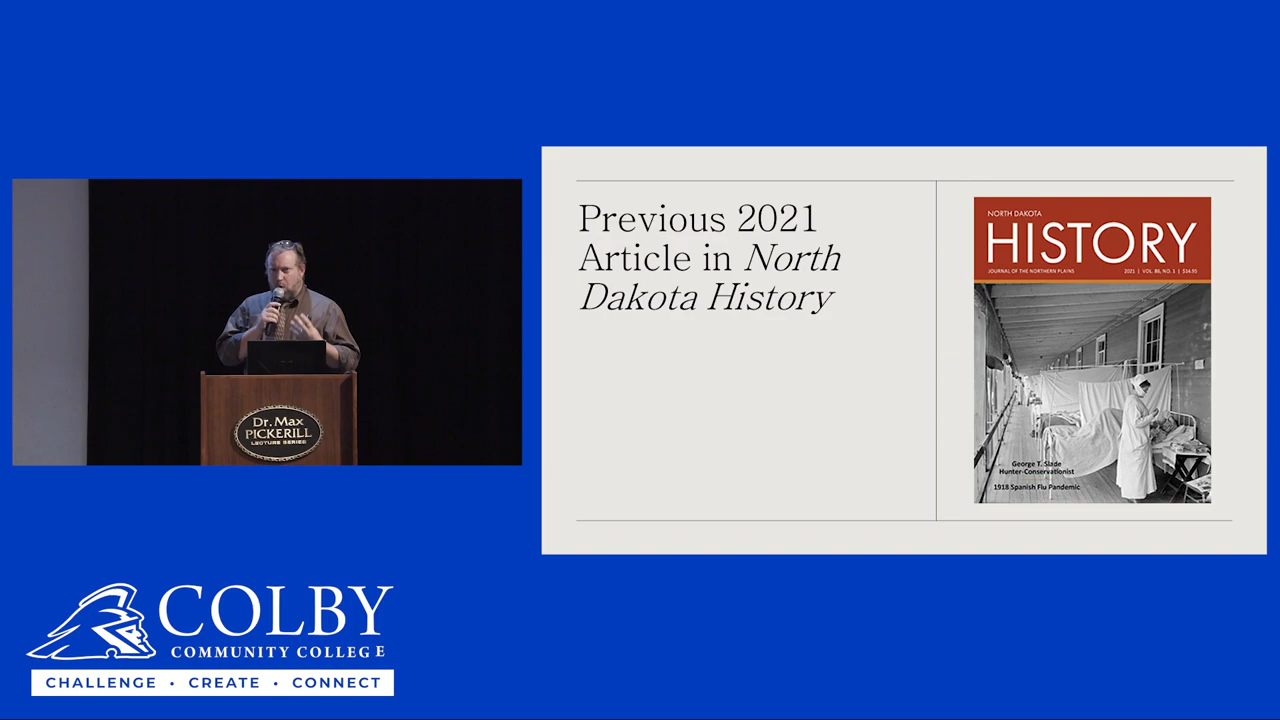 Dr. Max
PICKERILL
LECTURE SERIES
Previous 2021
Article in North
Dakota History
NORTH DAKOTA
HISTORY
JOURNAL OF THE NORTHERN PLAINS
2021 | VOL. 86, NO. 1 | $14.95
George T. Slade
Hunter-Conservationist
1918 Spanish Flu Pandemic
COLBY
COMMUNITY COLLEGE
CHALLENGE • CREATE • CONNECT